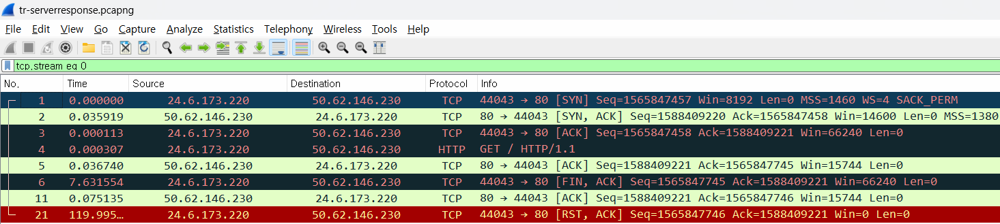 tr-serverresponse.pcapng
File Edit View Go Capture Analyze Statistics Telephony Wireless Tools Help
tcp.stream eq 0
No. Time Source Destination Protocol Info
1 0.000000 24.6.173.220 50.62.146.230 TCP 44043 → 80 [SYN] Seq=1565847457 Win=8192 Len=0 MSS=1460 WS=4 SACK_PERM
2 0.035919 50.62.146.230 24.6.173.220 TCP 80 → 44043 [SYN, ACK] Seq=1588409220 Ack=1565847458 Win=14600 Len=0 MSS=1380
3 0.000113 24.6.173.220 50.62.146.230 TCP 44043 → 80 [ACK] Seq=1565847458 Ack=1588409221 Win=66240 Len=0
4 0.000307 24.6.173.220 50.62.146.230 HTTP GET / HTTP/1.1
5 0.036740 50.62.146.230 24.6.173.220 TCP 80 → 44043 [ACK] Seq=1588409221 Ack=1565847745 Win=15744 Len=0
6 7.631554 24.6.173.220 50.62.146.230 TCP 44043 → 80 [FIN, ACK] Seq=1565847745 Ack=1588409221 Win=66240 Len=0
11 0.075135 50.62.146.230 24.6.173.220 TCP 80 → 44043 [ACK] Seq=1588409221 Ack=1565847746 Win=15744 Len=0
21 119.995… 24.6.173.220 50.62.146.230 TCP 44043 → 80 [RST, ACK] Seq=1565847746 Ack=1588409221 Win=0 Len=0